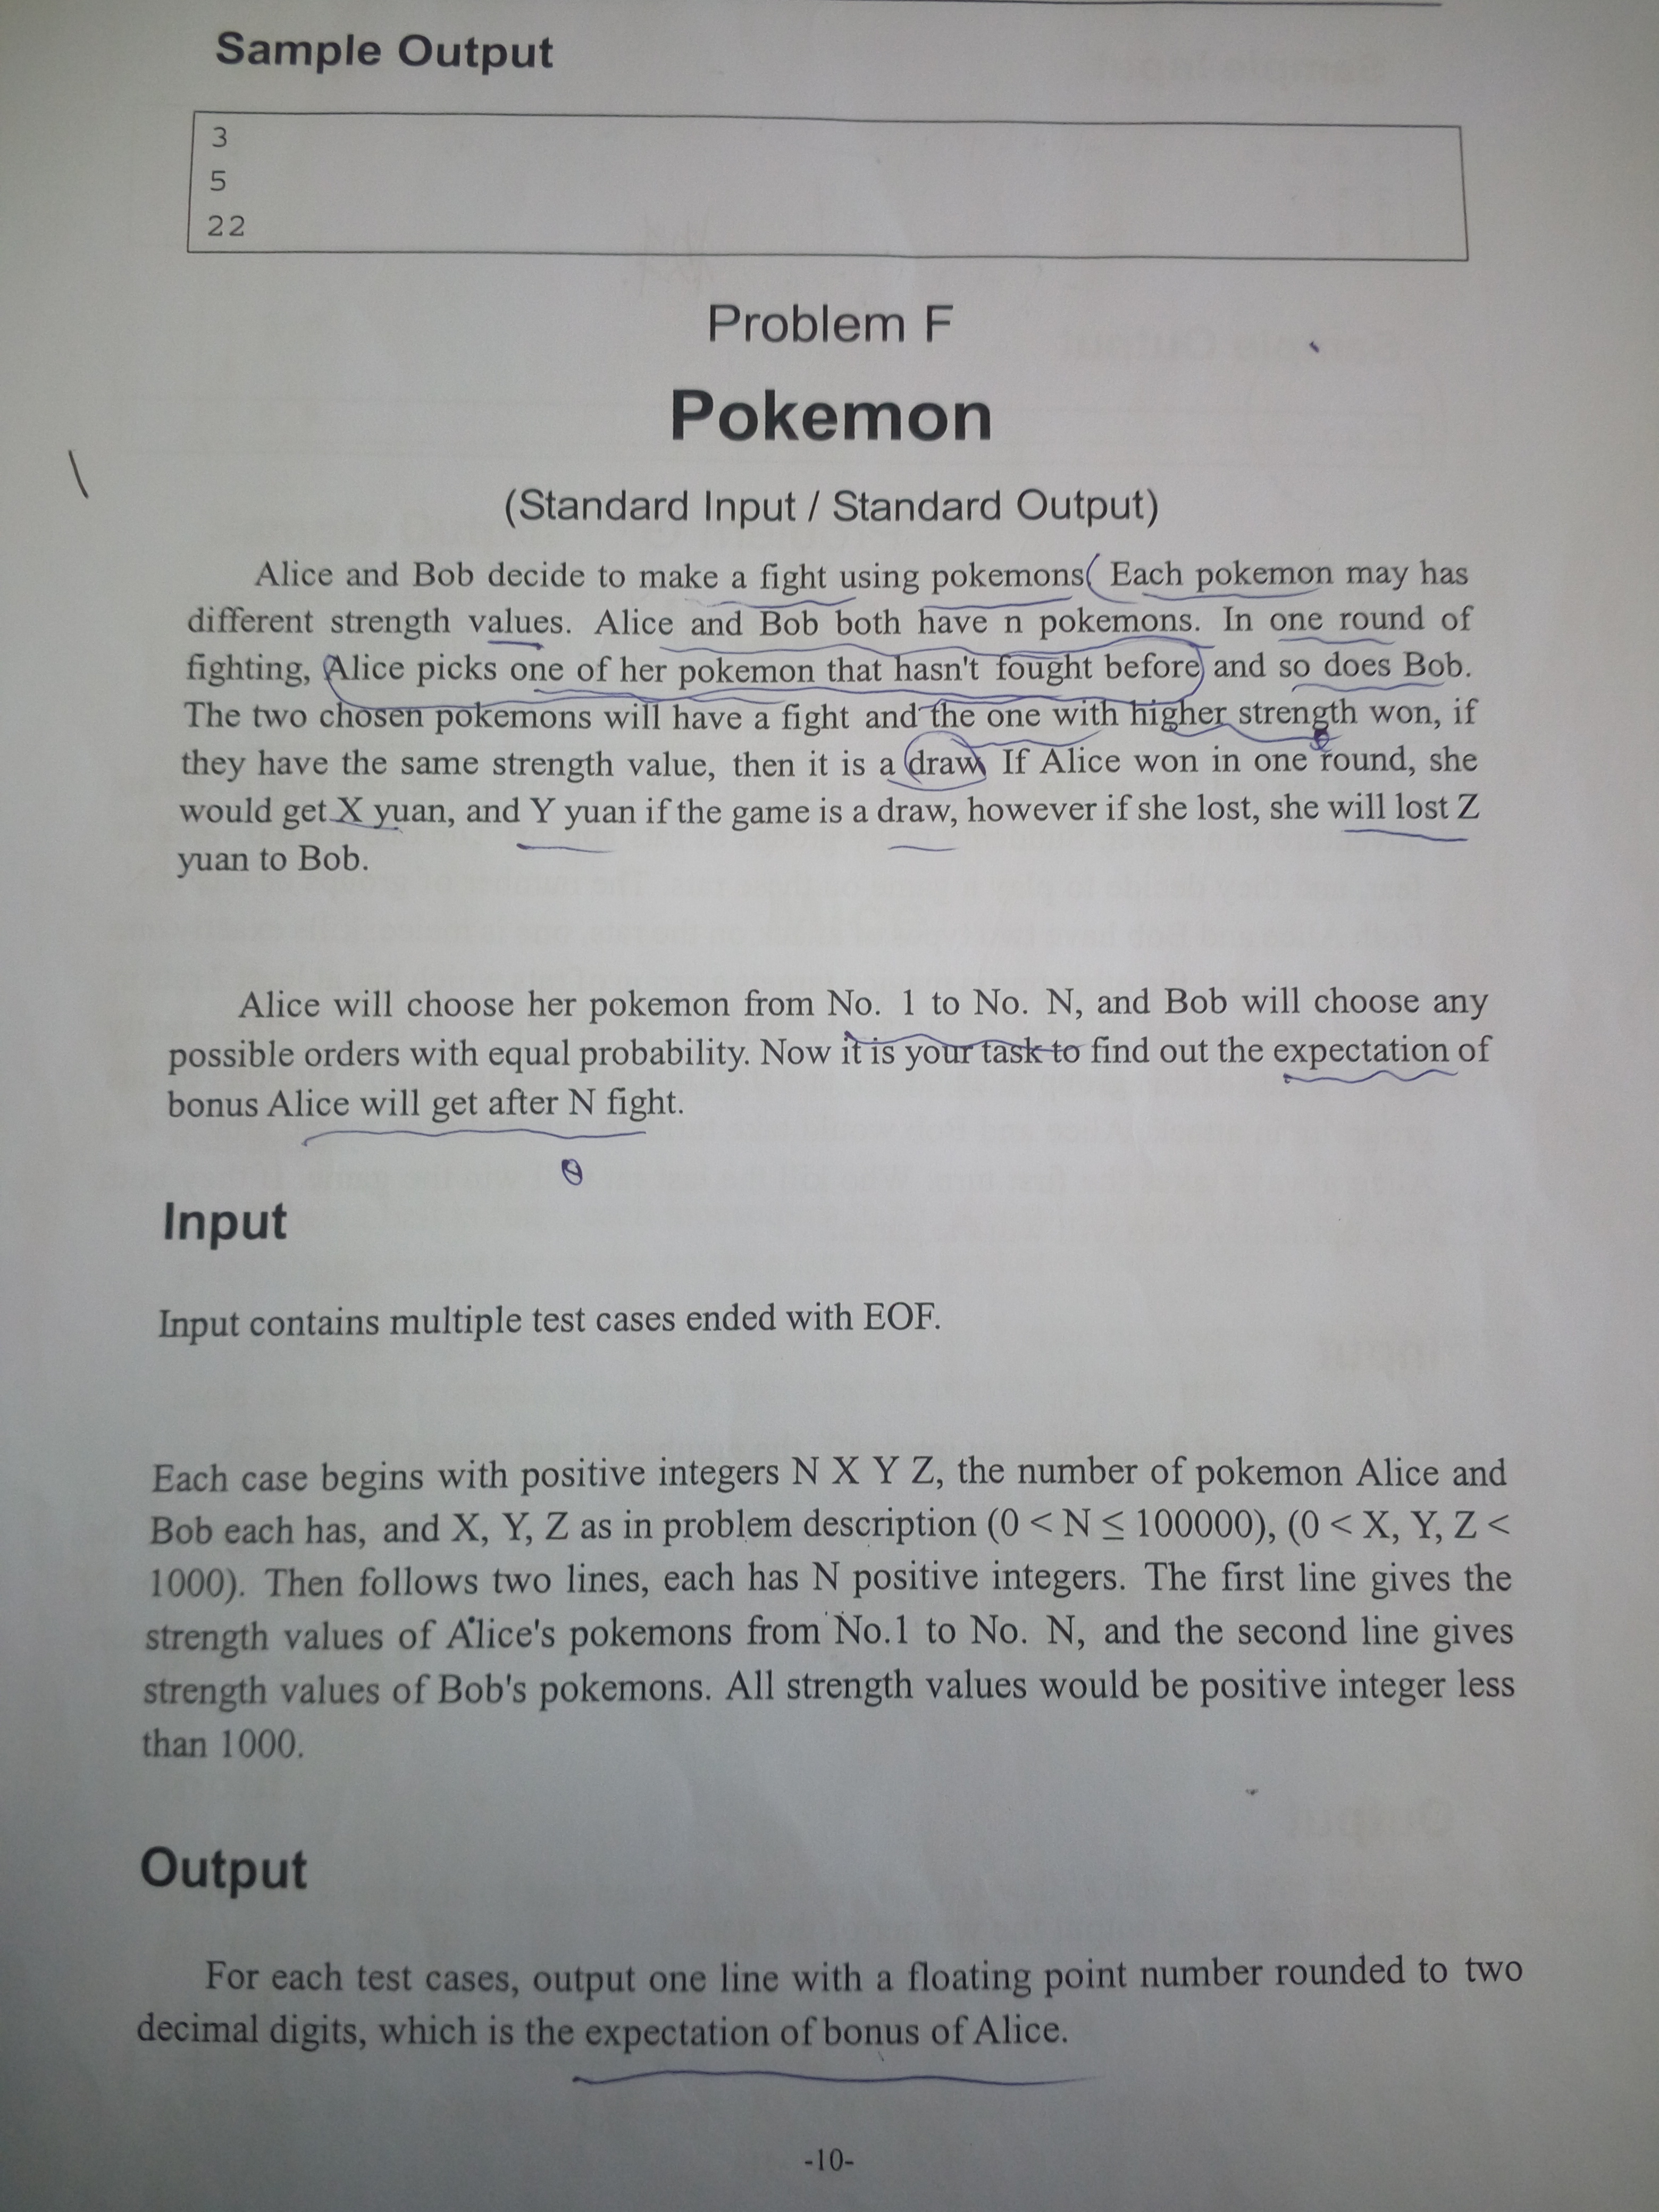 Sample Output
3
5
22
Problem F
Pokemon
(Standard Input / Standard Output)
Alice and Bob decide to make a fight using pokemons. Each pokemon may has
different strength values. Alice and Bob both have n pokemons. In one round of
fighting, Alice picks one of her pokemon that hasn't fought before and so does Bob.
The two chosen pokemons will have a fight and the one with higher strength won, if
they have the same strength value, then it is a draw. If Alice won in one round, she
would get X yuan, and Y yuan if the game is a draw, however if she lost, she will lost Z
yuan to Bob.
Alice will choose her pokemon from No. 1 to No. N, and Bob will choose any
possible orders with equal probability. Now it is your task to find out the expectation of
bonus Alice will get after N fight.
Input
Input contains multiple test cases ended with EOF.
Each case begins with positive integers N X Y Z, the number of pokemon Alice and
Bob each has, and X, Y, Z as in problem description (0 < N ≤ 100000), (0 < X, Y, Z <
1000). Then follows two lines, each has N positive integers. The first line gives the
strength values of Alice's pokemons from No.1 to No. N, and the second line gives
strength values of Bob's pokemons. All strength values would be positive integer less
than 1000.
Output
For each test cases, output one line with a floating point number rounded to two
decimal digits, which is the expectation of bonus of Alice.
-10-